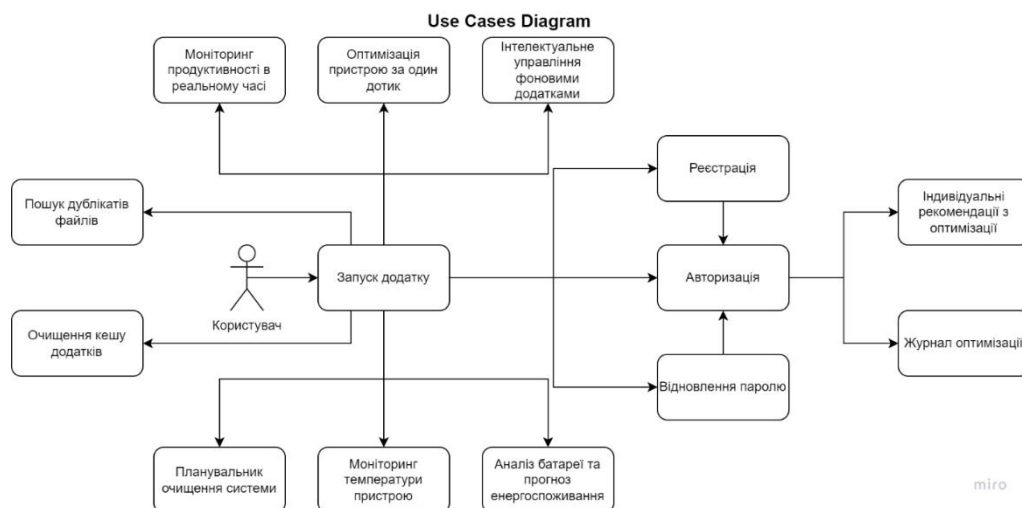 Use Cases Diagram
Моніторинг
продуктивності в
реальному часі
Оптимізація
пристрою за один
дотик
Інтелектуальне
управління
фоновими
додатками
Реєстрація
Пошук дублікатів
файлів
Індивідуальні
рекомендації з
оптимізації
Запуск додатку
Авторизація
Користувач
Очищення кешу
додатків
Журнал оптимізації
Відновлення паролю
Планувальник
очищення системи
Моніторинг
температури
пристрою
Аналіз батареї та
прогноз
енергоспоживання
miro